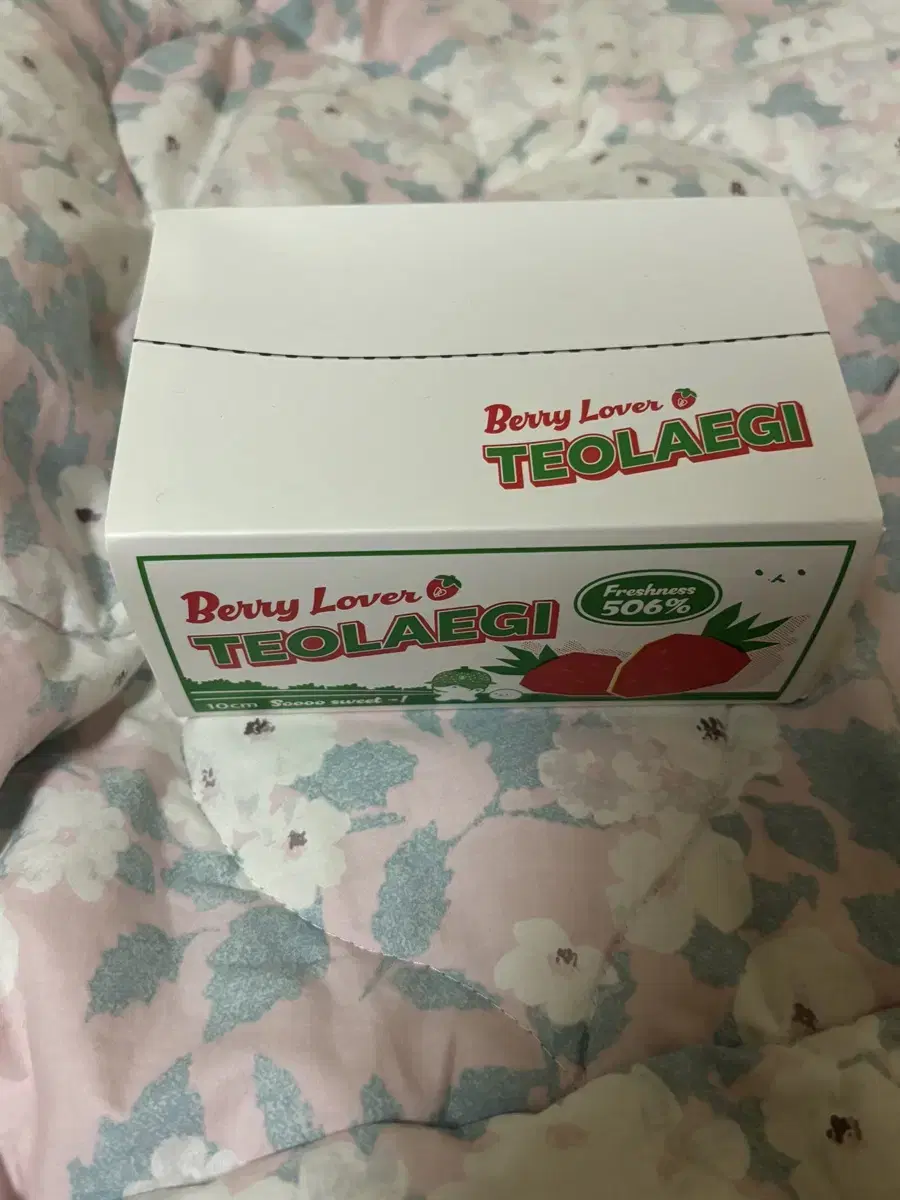 Berry Lover
TEOLAEGI
Berry Lover
TEOLAEGI
Freshness
506%
10cm Soooo sweet ~!